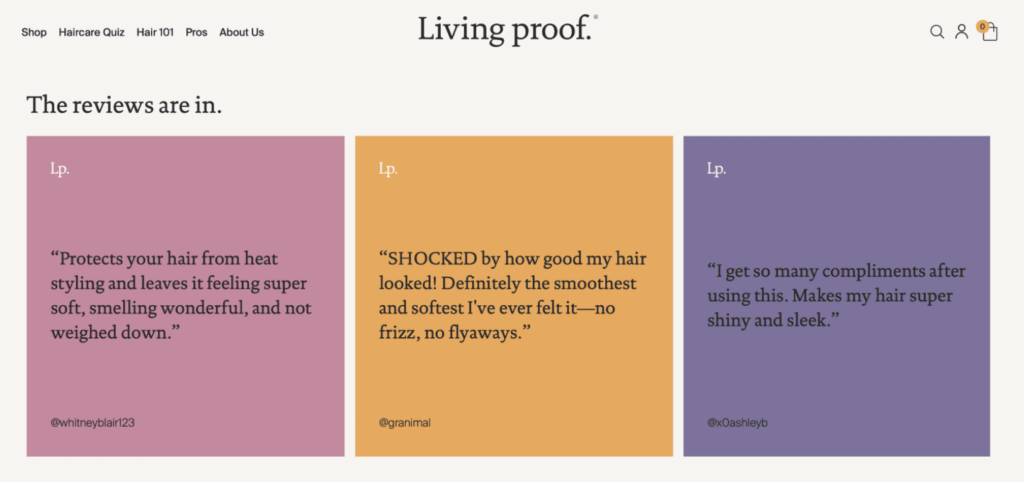 Shop Haircare Quiz Hair 101 Pros About Us
Living proof.®
0
The reviews are in.
Lp.
“Protects your hair from heat
styling and leaves it feeling super
soft, smelling wonderful, and not
weighed down.”
@whitneyblair123
Lp.
“SHOCKED by how good my hair
looked! Definitely the smoothest
and softest I've ever felt it—no
frizz, no flyaways.”
@granimal
Lp.
“I get so many compliments after
using this. Makes my hair super
shiny and sleek.”
@x0ashleyb